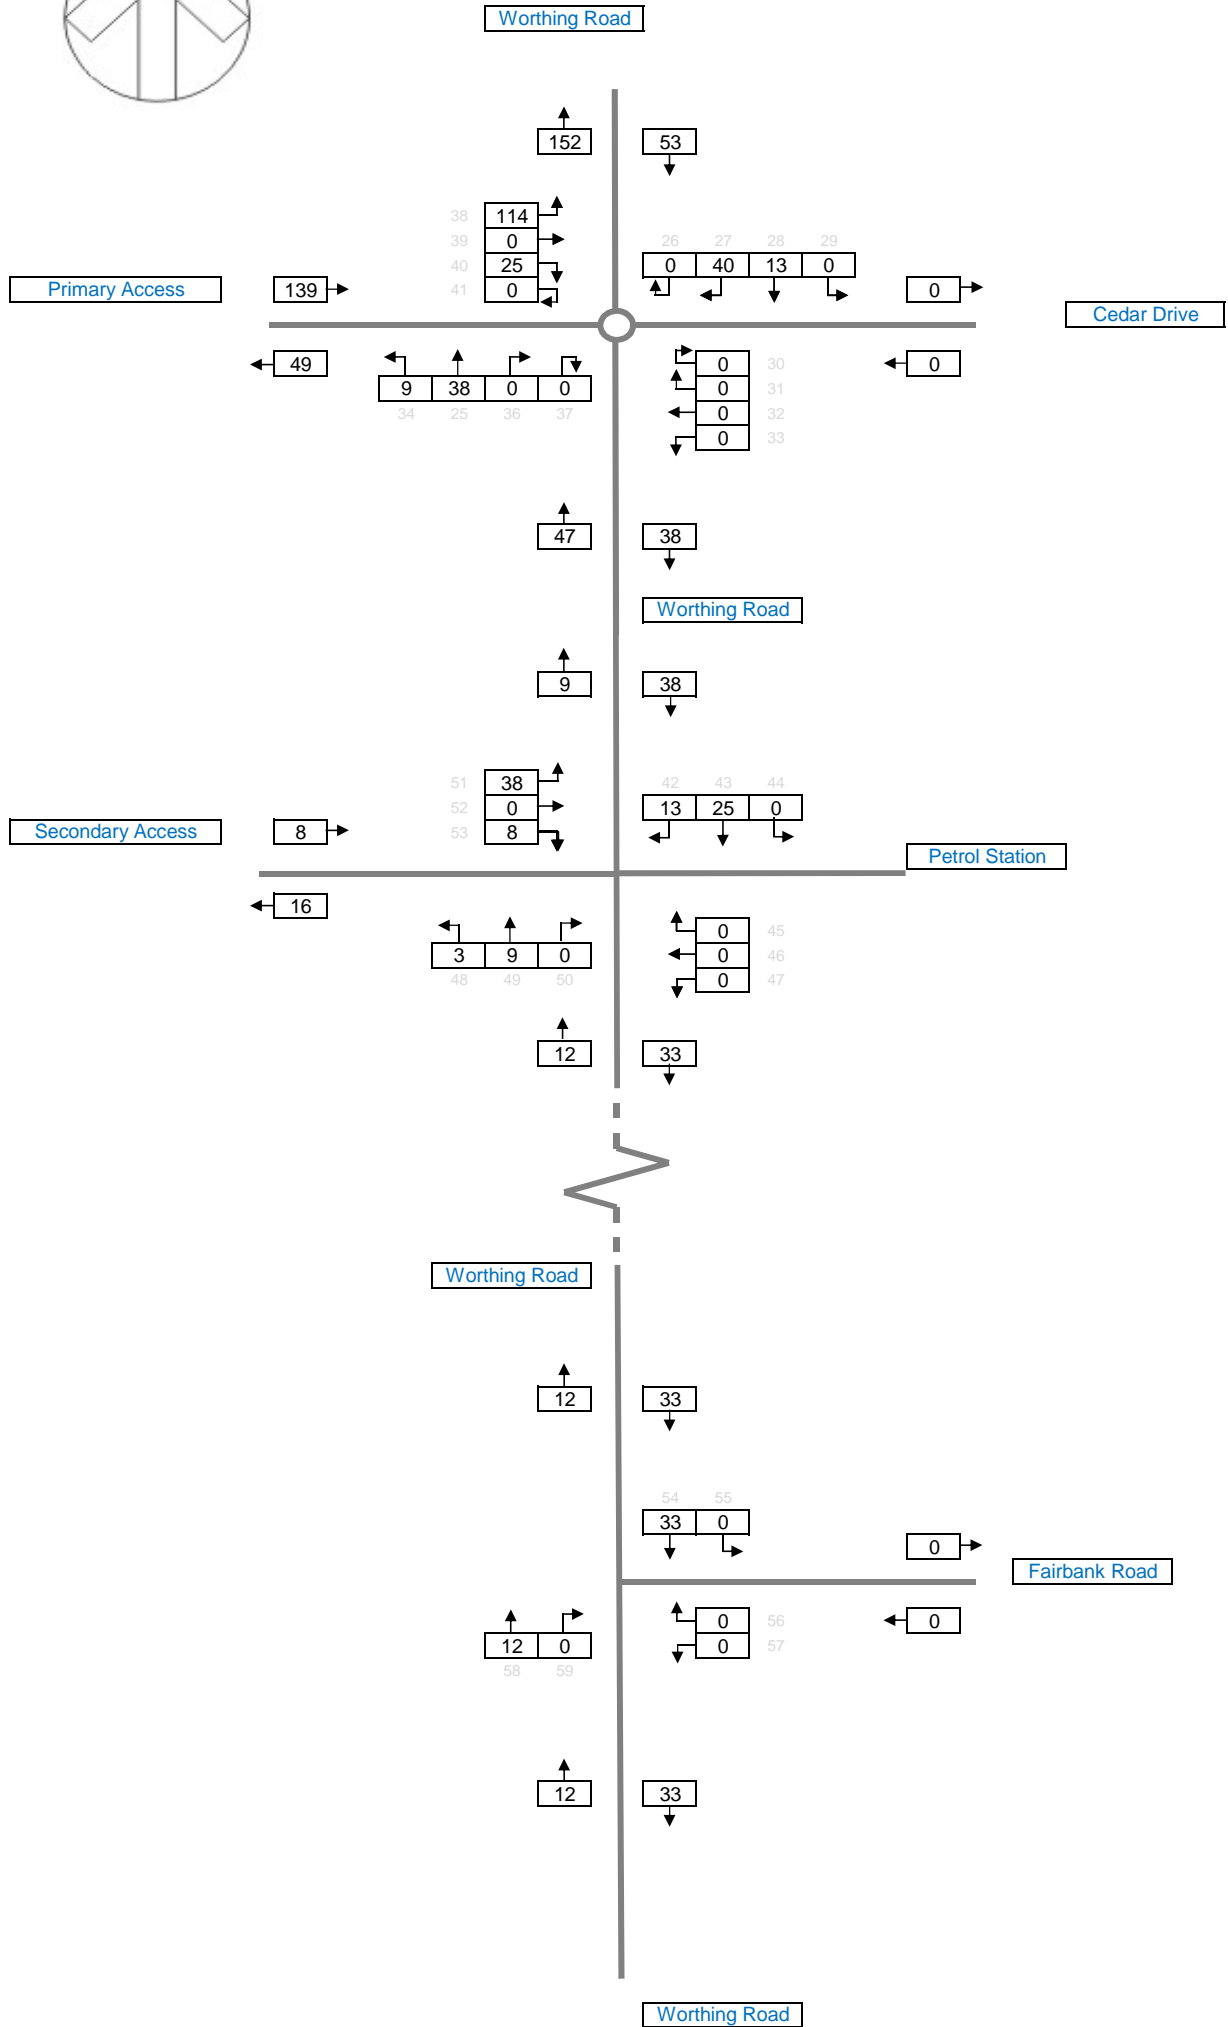 Worthing Road
152 53
38 114
39 0
40 25
41 0
26 27 28 29
0 40 13 0
Primary Access 139
0
Cedar Drive
49
9 38 0 0
34 25 36 37
0 30
0 31
0 32
0 33
0
47 38
Worthing Road
9 38
51 38
52 0
53 8
42 43 44
13 25 0
Secondary Access 8
Petrol Station
16
3 9 0
48 49 50
0 45
0 46
0 47
12 33
Worthing Road
12 33
54 55
33 0
0
Fairbank Road
12 0
58 59
0 56
0 57
0
12 33
Worthing Road